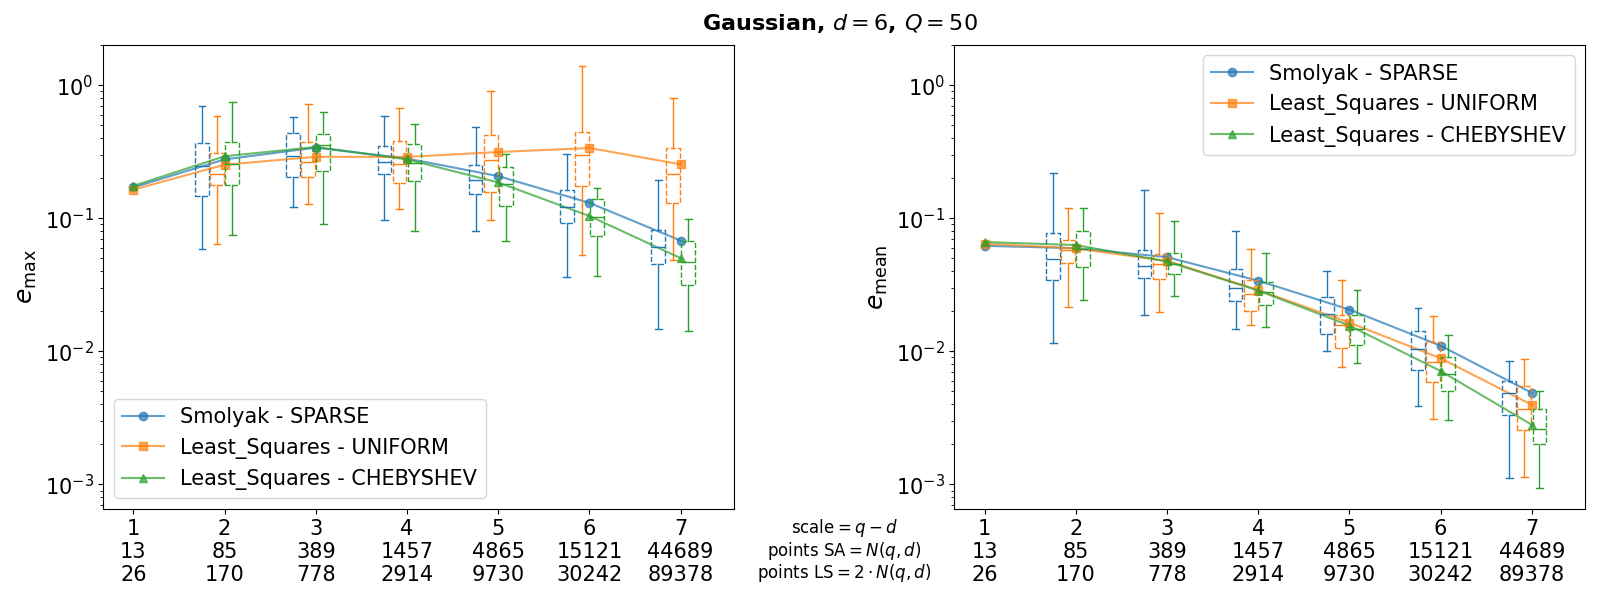 Gaussian, d = 6, Q = 50
e_max
10^0
10^-1
10^-2
10^-3
Smolyak - SPARSE
Least_Squares - UNIFORM
Least_Squares - CHEBYSHEV
1 2 3 4 5 6 7
13 85 389 1457 4865 15121 44689
26 170 778 2914 9730 30242 89378
scale = q − d
points SA = N(q, d)
points LS = 2 · N(q, d)
e_mean
10^0
10^-1
10^-2
10^-3
Smolyak - SPARSE
Least_Squares - UNIFORM
Least_Squares - CHEBYSHEV
1 2 3 4 5 6 7
13 85 389 1457 4865 15121 44689
26 170 778 2914 9730 30242 89378